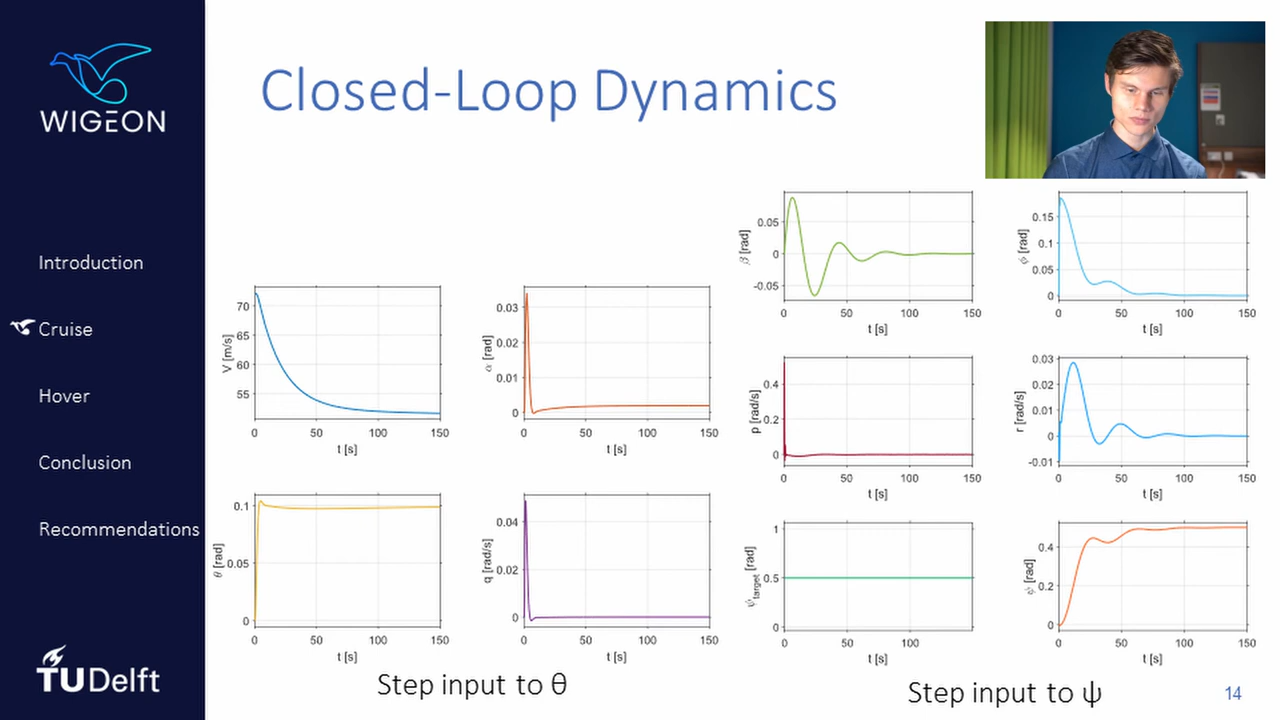 WIGEON
Introduction
Cruise
Hover
Conclusion
Recommendations
TUDelft
Closed-Loop Dynamics
V [m/s]
70
65
60
55
0 50 100 150
t [s]
α [rad]
0.03
0.02
0.01
0
0 50 100 150
t [s]
θ [rad]
0.1
0.05
0
0 50 100 150
t [s]
q [rad/s]
0.04
0.02
0
0 50 100 150
t [s]
Step input to θ
β [rad]
0.05
0
-0.05
0 50 100 150
t [s]
ϕ [rad]
0.15
0.1
0.05
0
0 50 100 150
t [s]
p [rad/s]
0.4
0.2
0
0 50 100 150
t [s]
r [rad/s]
0.03
0.02
0.01
0
-0.01
0 50 100 150
t [s]
ψtarget [rad]
1
0.5
0
0 50 100
t [s]
ψ [rad]
0.4
0.2
0
0 50 100 150
t [s]
Step input to ψ
14